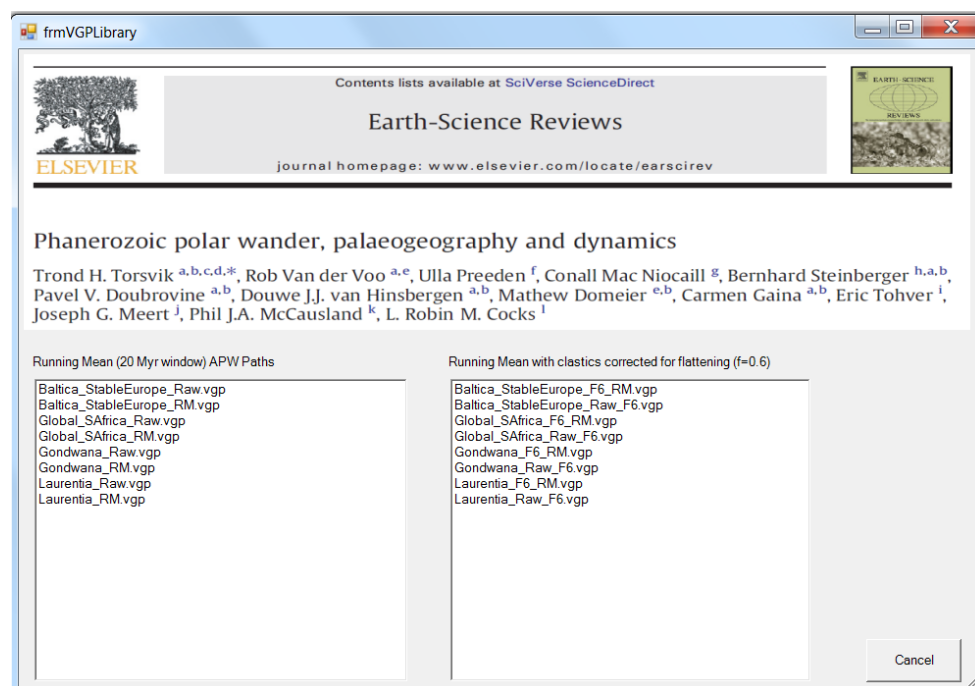 frmVGPLibrary
Contents lists available at SciVerse ScienceDirect
Earth-Science Reviews
journal homepage: www.elsevier.com/locate/earscirev
ELSEVIER
EARTH-SCIENCE
REVIEWS
Phanerozoic polar wander, palaeogeography and dynamics
Trond H. Torsvik a,b,c,d,*, Rob Van der Voo a,e, Ulla Preeden f, Conall Mac Niocaill g, Bernhard Steinberger h,a,b,
Pavel V. Doubrovine a,b, Douwe J.J. van Hinsbergen a,b, Mathew Domeier e,b, Carmen Gaina a,b, Eric Tohver i,
Joseph G. Meert j, Phil J.A. McCausland k, L. Robin M. Cocks l
Running Mean (20 Myr window) APW Paths
Baltica_StableEurope_Raw.vgp
Baltica_StableEurope_RM.vgp
Global_SAfrica_Raw.vgp
Global_SAfrica_RM.vgp
Gondwana_Raw.vgp
Gondwana_RM.vgp
Laurentia_Raw.vgp
Laurentia_RM.vgp
Running Mean with clastics corrected for flattening (f=0.6)
Baltica_StableEurope_F6_RM.vgp
Baltica_StableEurope_Raw_F6.vgp
Global_SAfrica_F6_RM.vgp
Global_SAfrica_Raw_F6.vgp
Gondwana_F6_RM.vgp
Gondwana_Raw_F6.vgp
Laurentia_F6_RM.vgp
Laurentia_Raw_F6.vgp
Cancel